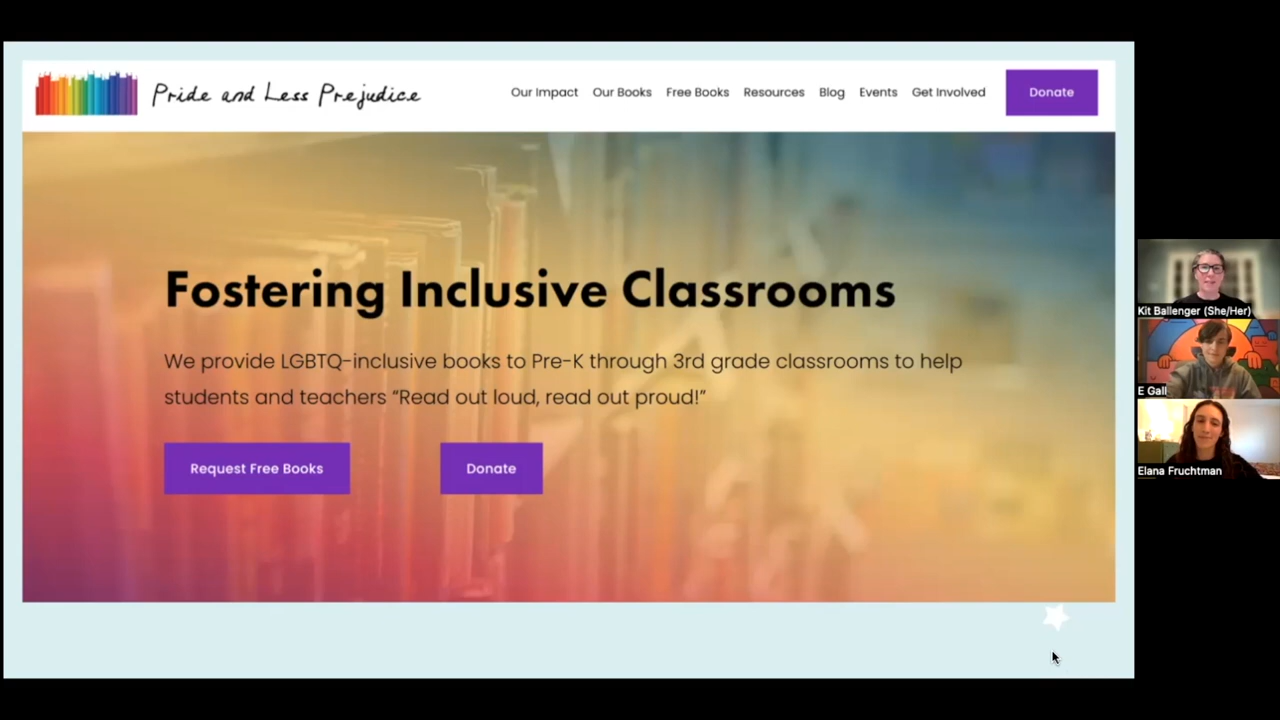 Pride and Less Prejudice
Our Impact Our Books Free Books Resources Blog Events Get Involved Donate
Fostering Inclusive Classrooms
We provide LGBTQ-inclusive books to Pre-K through 3rd grade classrooms to help
students and teachers “Read out loud, read out proud!”
Request Free Books Donate
Kit Ballenger (She/Her)
E Gall
Elana Fruchtman